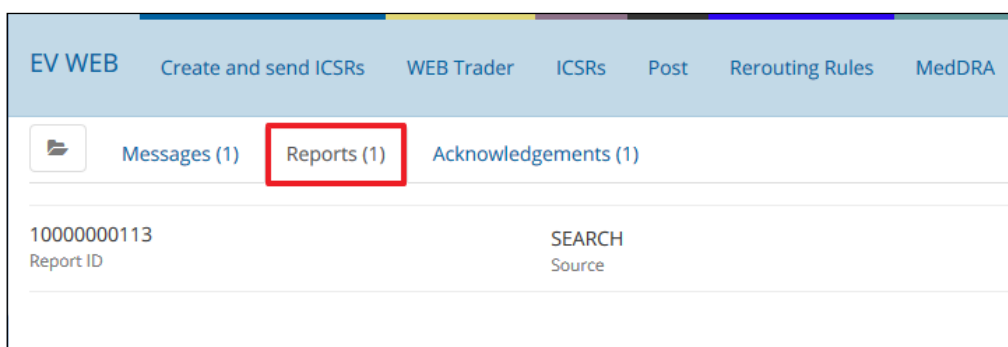 EV WEB Create and send ICSRs WEB Trader ICSRs Post Rerouting Rules MedDRA
Messages (1) Reports (1) Acknowledgements (1)
10000000113 SEARCH
Report ID Source